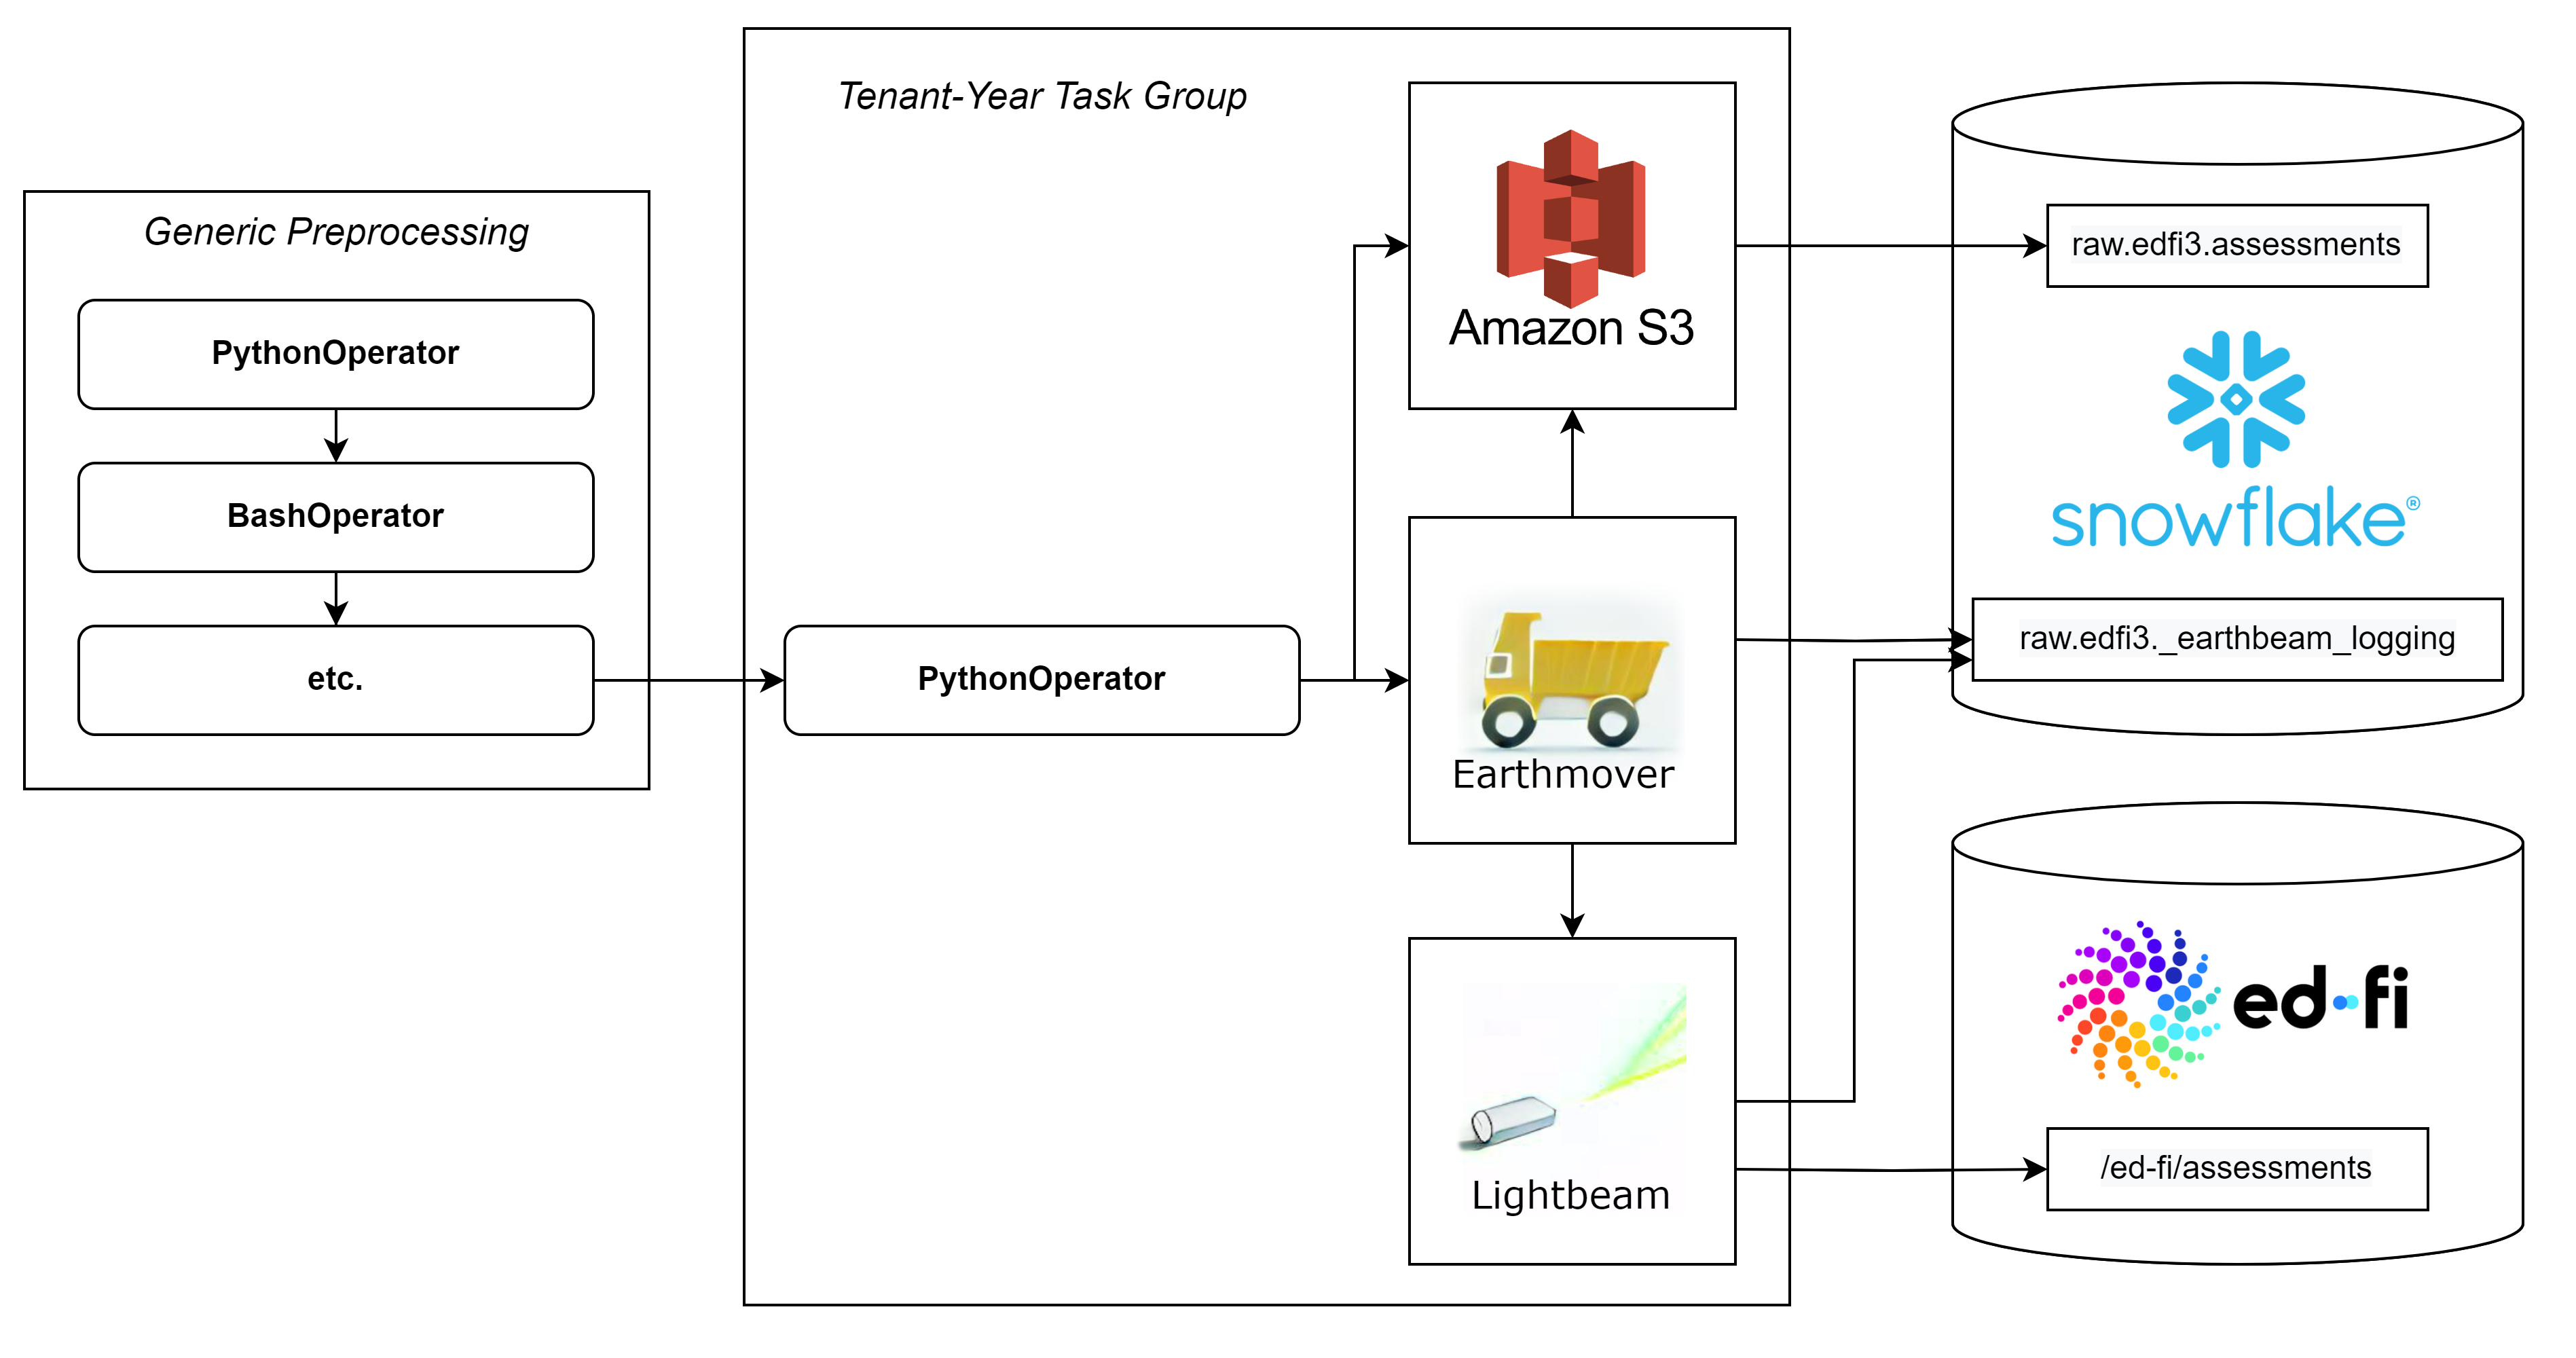 Generic Preprocessing
PythonOperator
BashOperator
etc.
Tenant-Year Task Group
PythonOperator
Amazon S3
Earthmover
Lightbeam
raw.edfi3.assessments
snowflake®
raw.edfi3._earthbeam_logging
ed-fi
/ed-fi/assessments